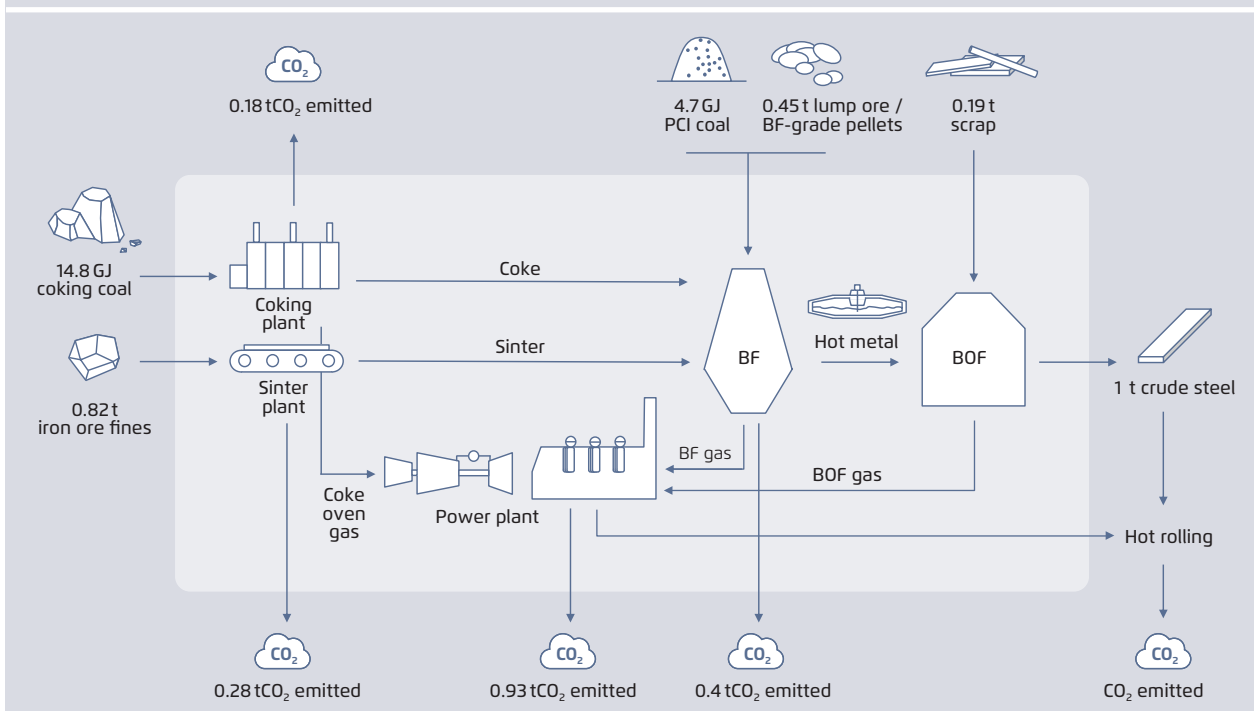 CO₂
0.18 tCO₂ emitted
4.7 GJ
PCI coal
0.45 t lump ore /
BF-grade pellets
0.19 t
scrap
14.8 GJ
coking coal
Coking
plant
Coke
0.82 t
iron ore fines
Sinter
plant
Sinter
BF
Hot metal
BOF
1 t crude steel
Coke
oven
gas
Power plant
BF gas
BOF gas
Hot rolling
CO₂
0.28 tCO₂ emitted
CO₂
0.93 tCO₂ emitted
CO₂
0.4 tCO₂ emitted
CO₂
CO₂ emitted